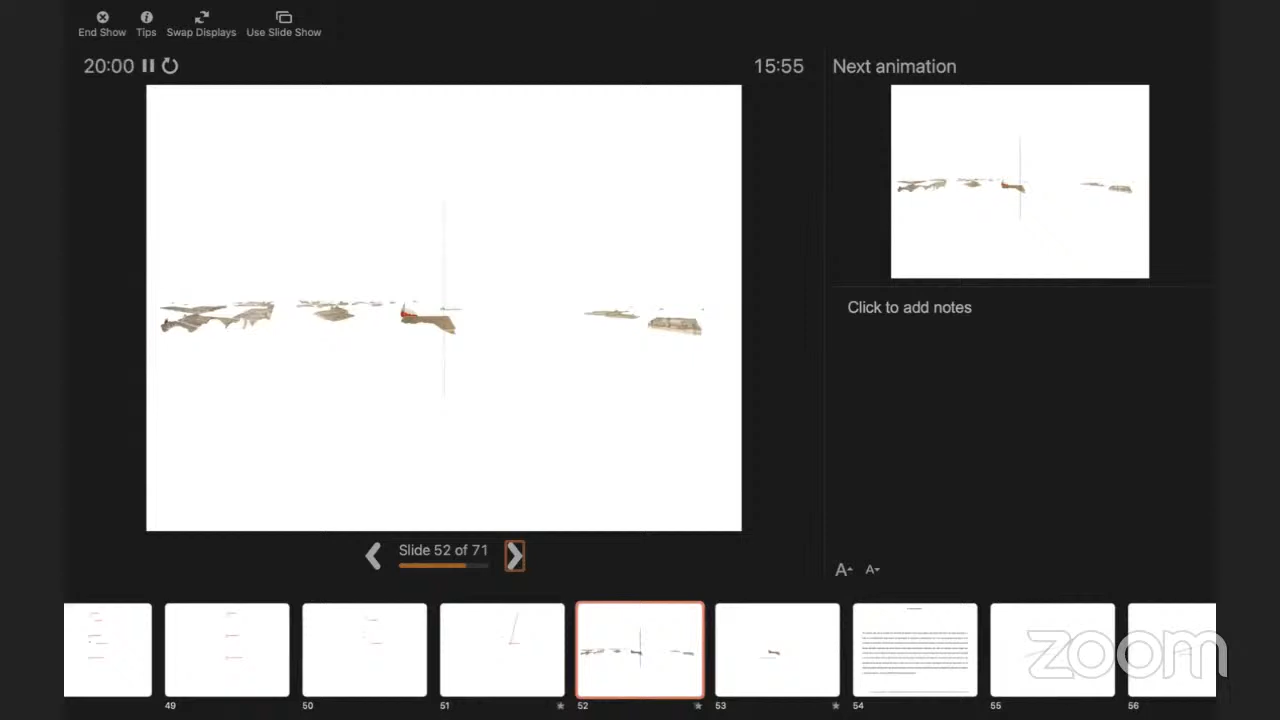 End Show Tips Swap Displays Use Slide Show
20:00 15:55 Next animation
Click to add notes
Slide 52 of 71
A A
zoom
49 50 51 52 53 54 55 56